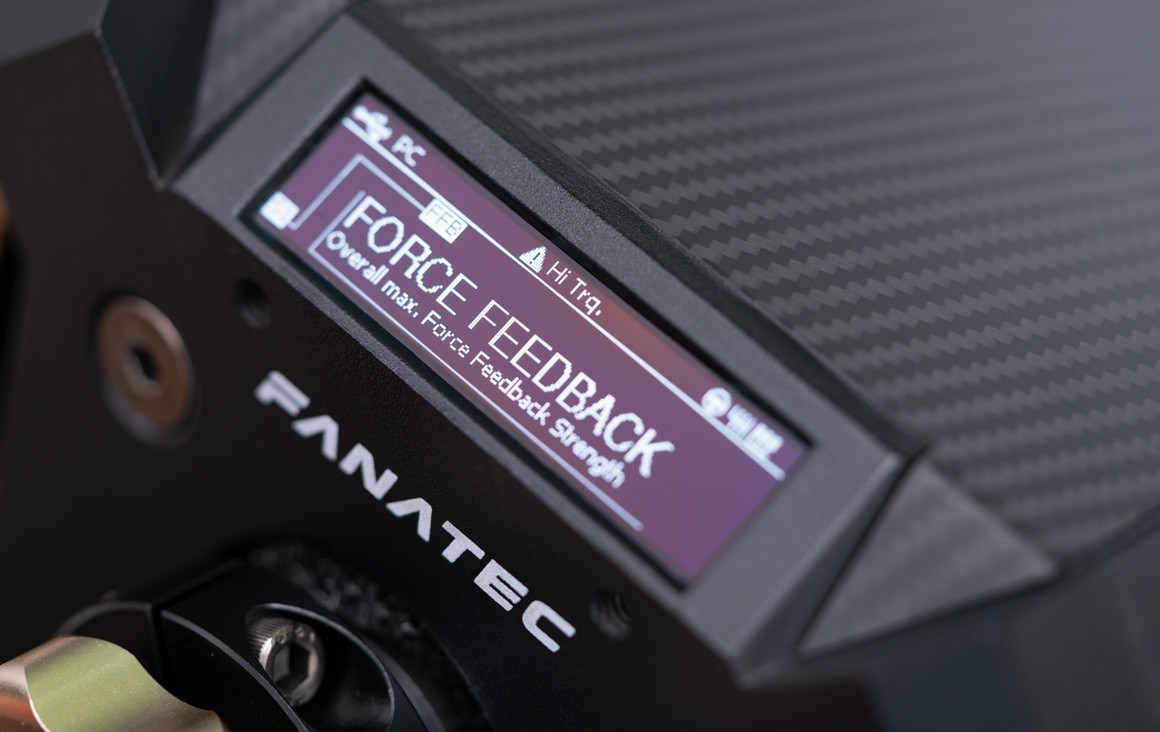 PC
Hi Trq.
FFB
FORCE FEEDBACK
Overall max. Force Feedback Strength
FANATEC